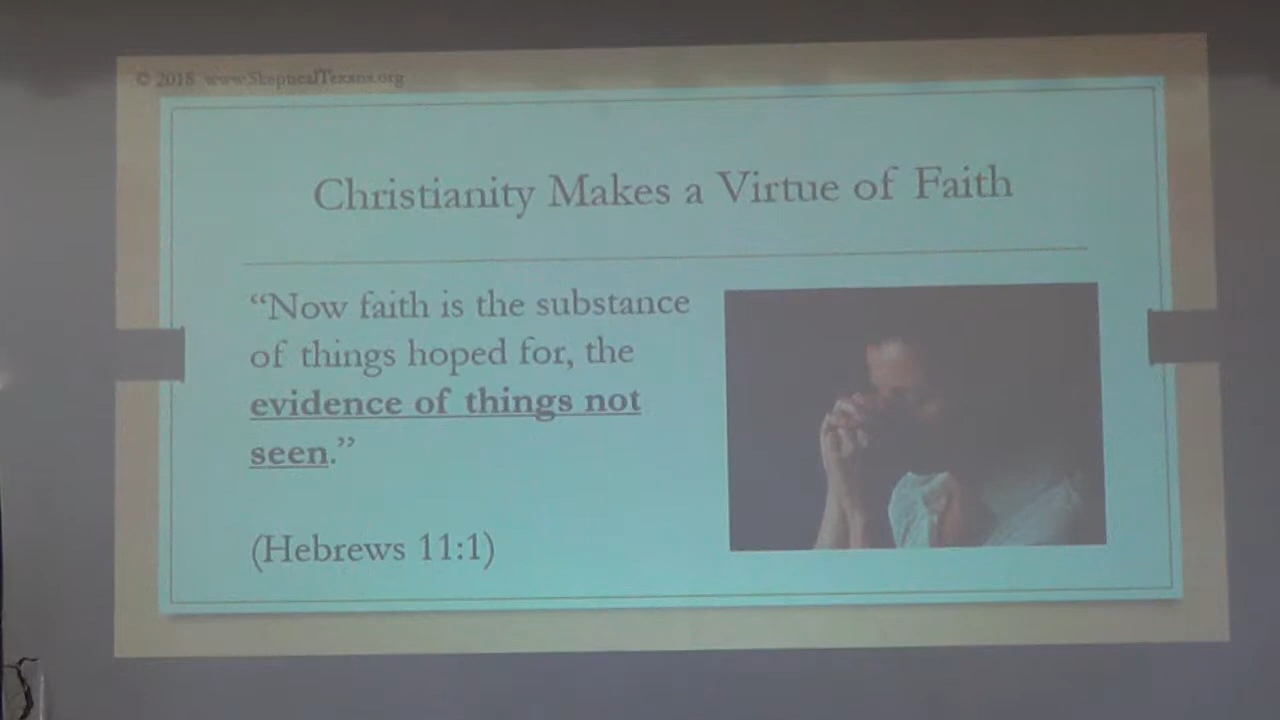 © 2018 www.SkepticalTexans.org
Christianity Makes a Virtue of Faith
“Now faith is the substance
of things hoped for, the
evidence of things not
seen.”
(Hebrews 11:1)